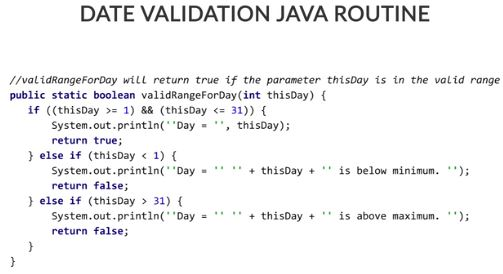 DATE VALIDATION JAVA ROUTINE
//validRangeForDay will return true if the parameter thisDay is in the valid range
public static boolean validRangeForDay(int thisDay) {
if ((thisDay >= 1) && (thisDay <= 31)) {
System.out.println(''Day = '', thisDay);
return true;
} else if (thisDay < 1) {
System.out.println(''Day = '' '' + thisDay + '' is below minimum. '');
return false;
} else if (thisDay > 31) {
System.out.println(''Day = '' '' + thisDay + '' is above maximum. '');
return false;
}
}